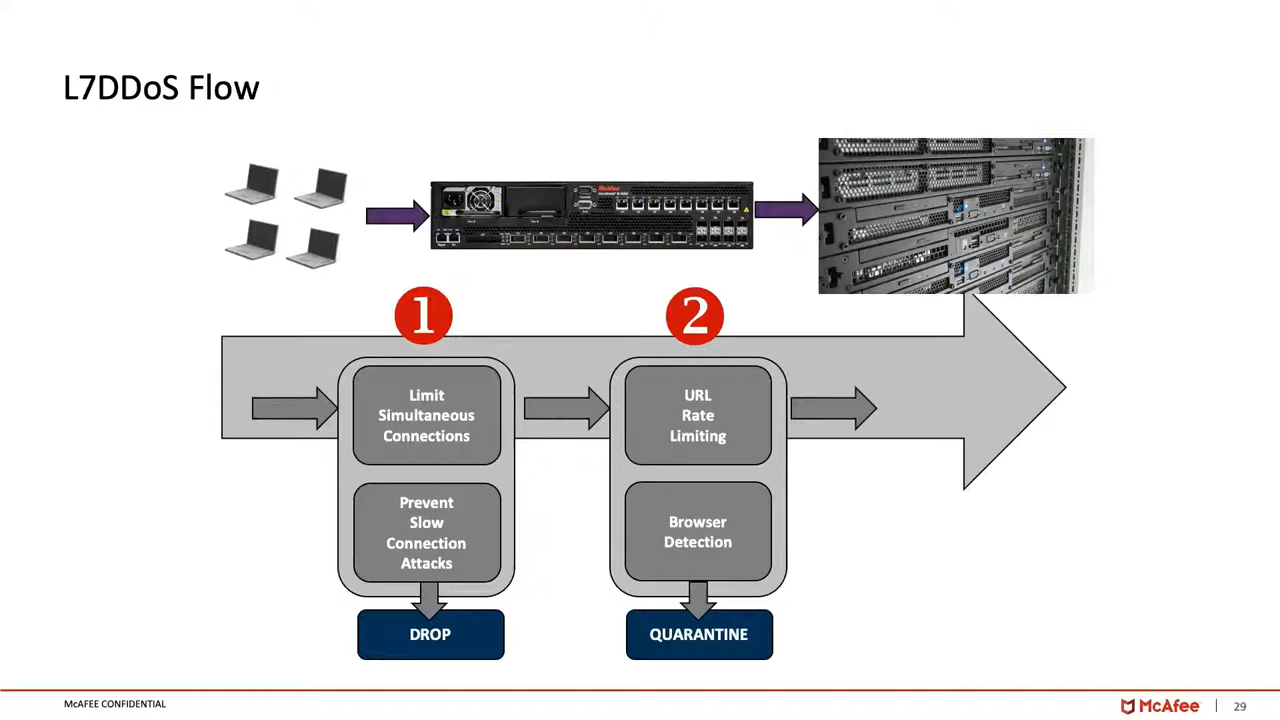 L7DDoS Flow
McAfee
1
2
Limit
Simultaneous
Connections
URL
Rate
Limiting
Prevent
Slow
Connection
Attacks
Browser
Detection
DROP
QUARANTINE
McAFEE CONFIDENTIAL
McAfee
29